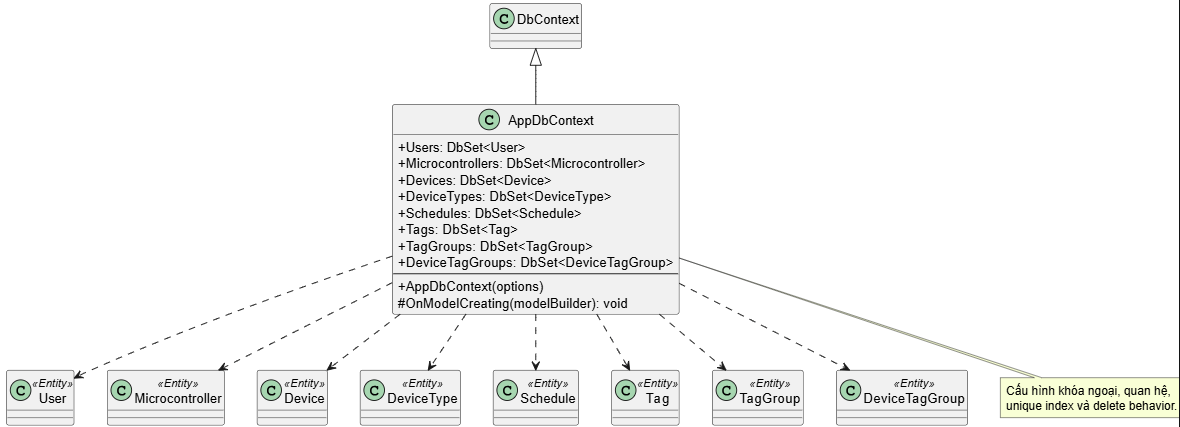 C DbContext
C AppDbContext
+Users: DbSet<User>
+Microcontrollers: DbSet<Microcontroller>
+Devices: DbSet<Device>
+DeviceTypes: DbSet<DeviceType>
+Schedules: DbSet<Schedule>
+Tags: DbSet<Tag>
+TagGroups: DbSet<TagGroup>
+DeviceTagGroups: DbSet<DeviceTagGroup>
+AppDbContext(options)
#OnModelCreating(modelBuilder): void
C «Entity»
User
C «Entity»
Microcontroller
C «Entity»
Device
C «Entity»
DeviceType
C «Entity»
Schedule
C «Entity»
Tag
C «Entity»
TagGroup
C «Entity»
DeviceTagGroup
Cấu hình khóa ngoại, quan hệ,
unique index và delete behavior.